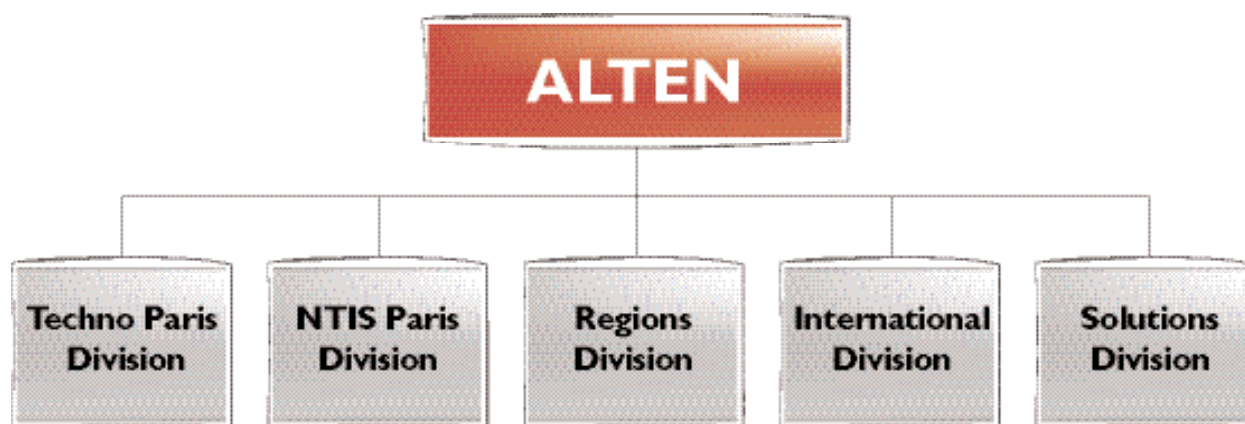 ALTEN
Techno Paris
Division
NTIS Paris
Division
Regions
Division
International
Division
Solutions
Division